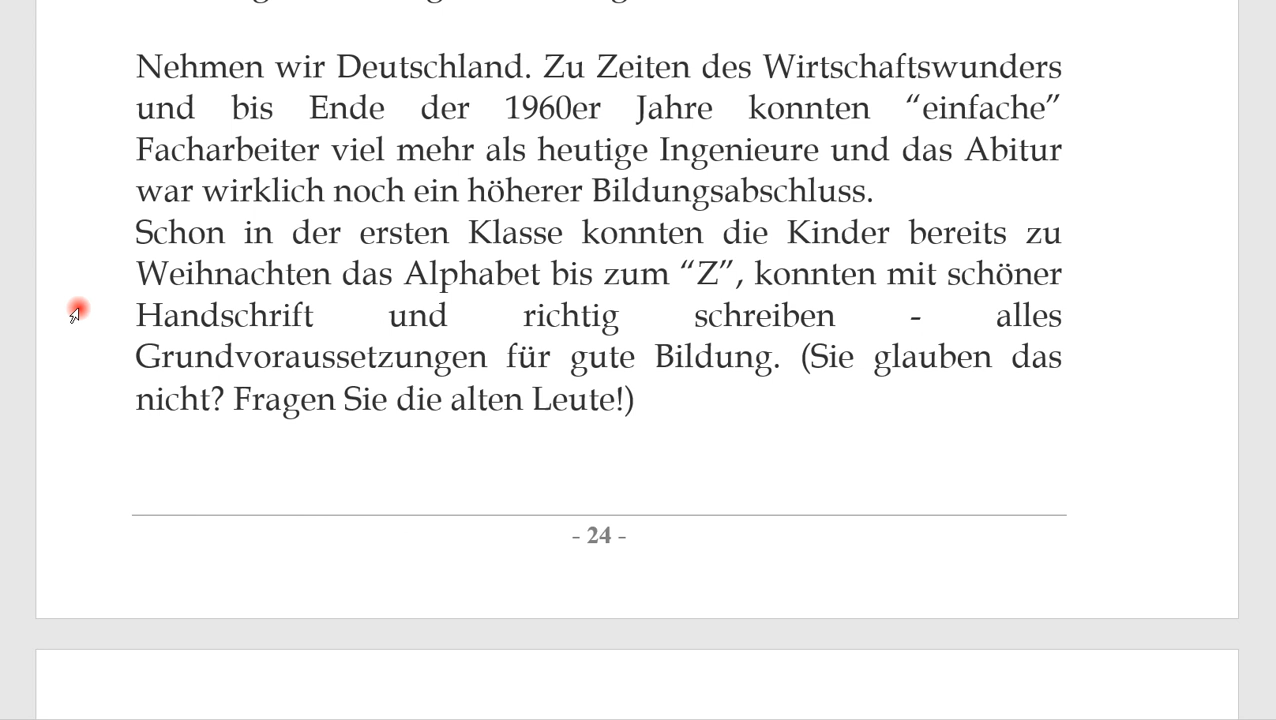 Nehmen wir Deutschland. Zu Zeiten des Wirtschaftswunders
und bis Ende der 1960er Jahre konnten “einfache”
Facharbeiter viel mehr als heutige Ingenieure und das Abitur
war wirklich noch ein höherer Bildungsabschluss.
Schon in der ersten Klasse konnten die Kinder bereits zu
Weihnachten das Alphabet bis zum “Z”, konnten mit schöner
Handschrift und richtig schreiben - alles
Grundvoraussetzungen für gute Bildung. (Sie glauben das
nicht? Fragen Sie die alten Leute!)
- 24 -